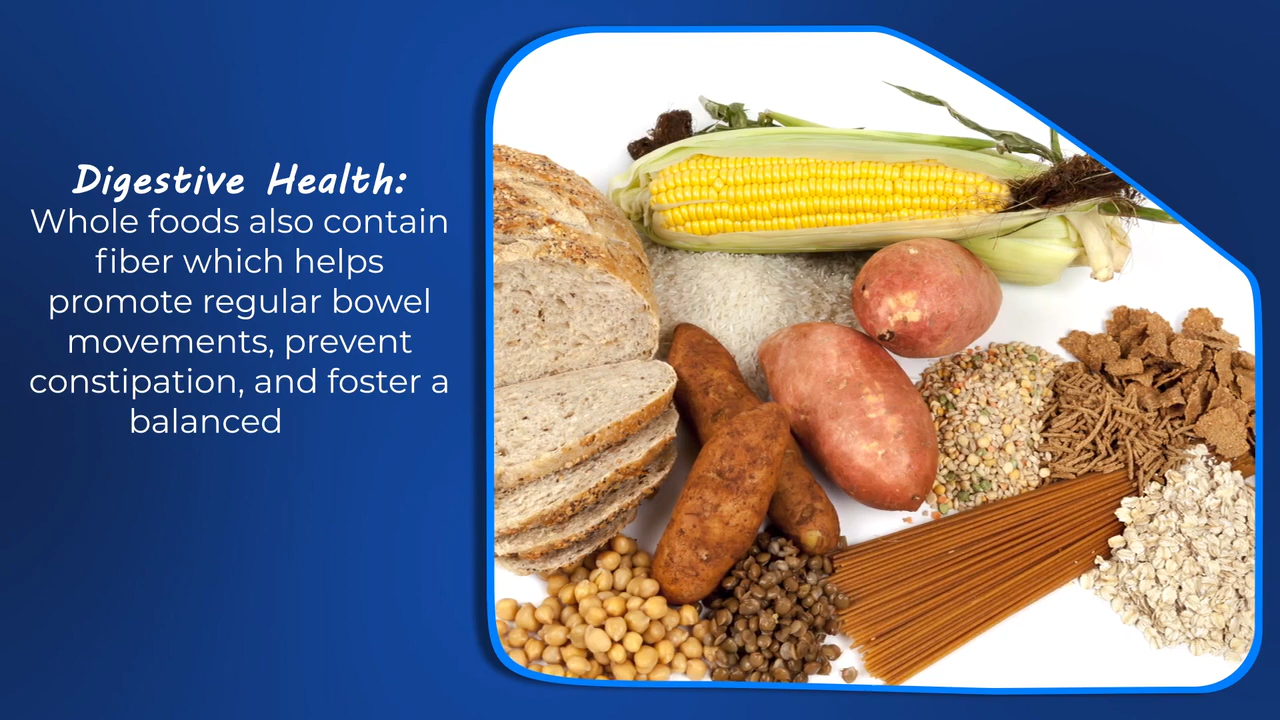 Digestive Health:
Whole foods also contain
fiber which helps
promote regular bowel
movements, prevent
constipation, and foster a
balanced